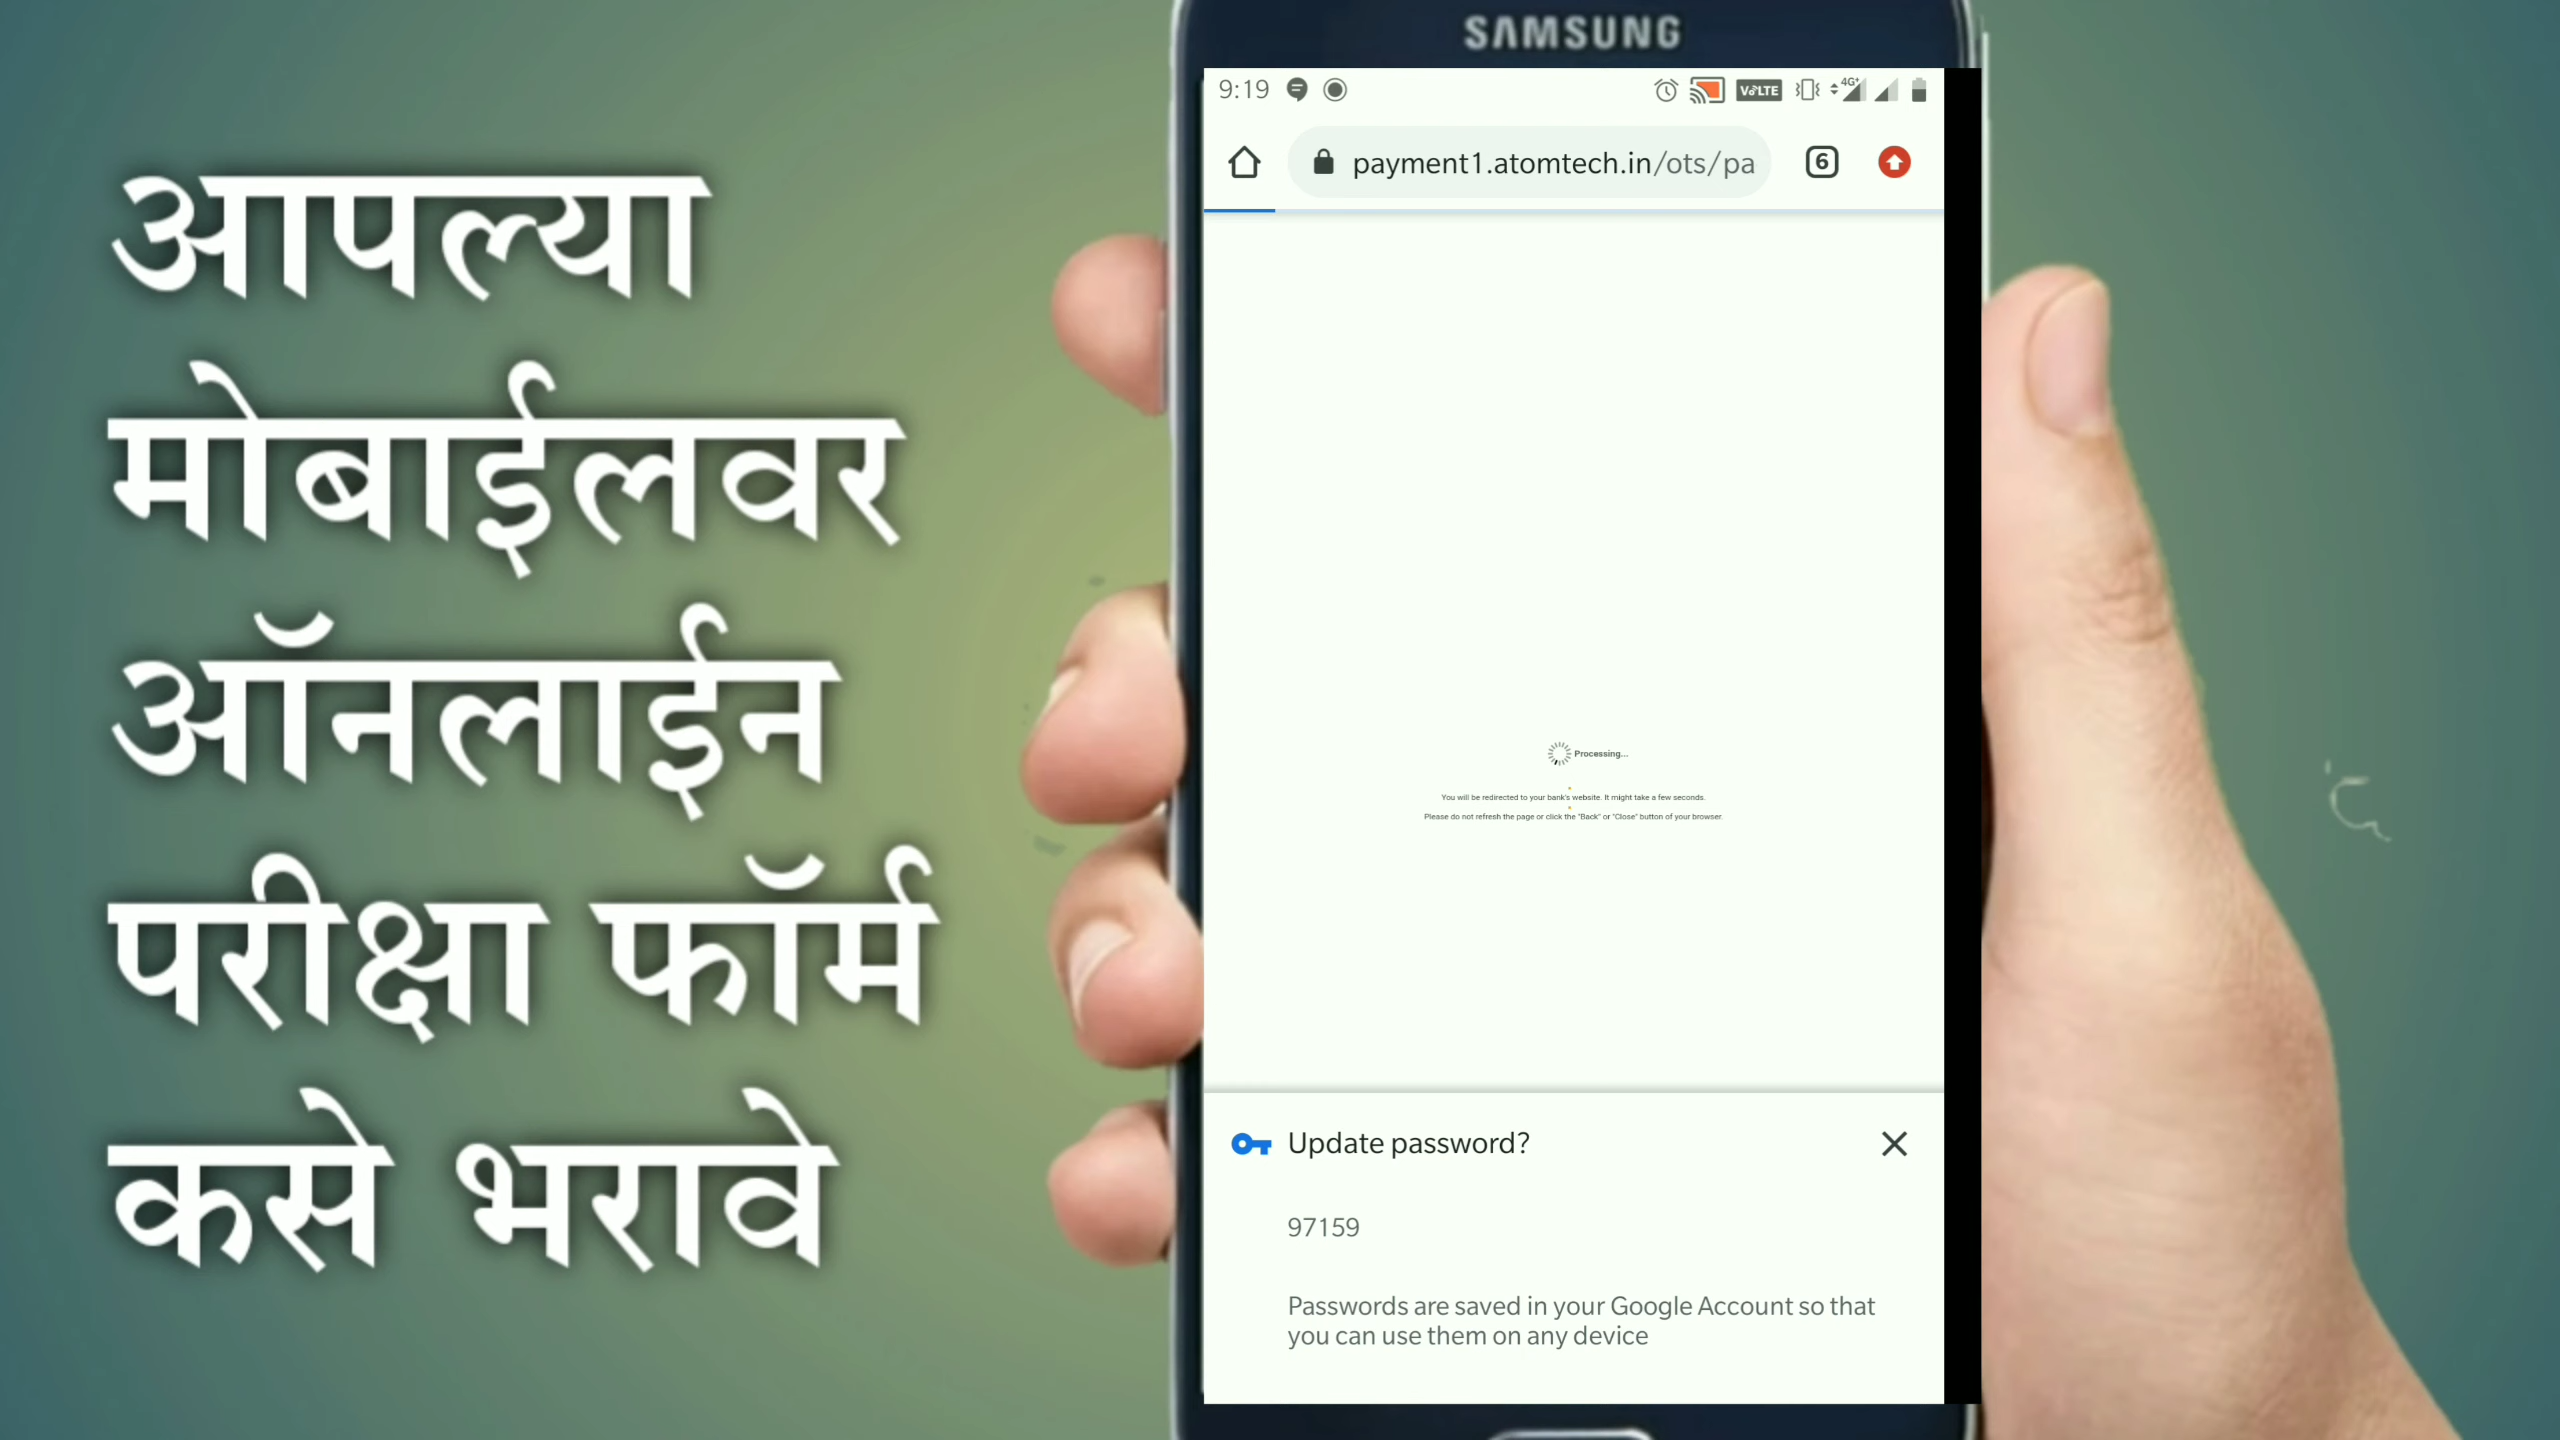 आपल्या
मोबाईलवर
ऑनलाईन
परीक्षा फॉर्म
कसे भरावे
SAMSUNG
9:19 VoLTE 4G+
payment1.atomtech.in/ots/pa 6
Processing...
You will be redirected to your bank's website. It might take a few seconds.
Please do not refresh the page or click the "Back" or "Close" button of your browser.
Update password?
97159
Passwords are saved in your Google Account so that
you can use them on any device